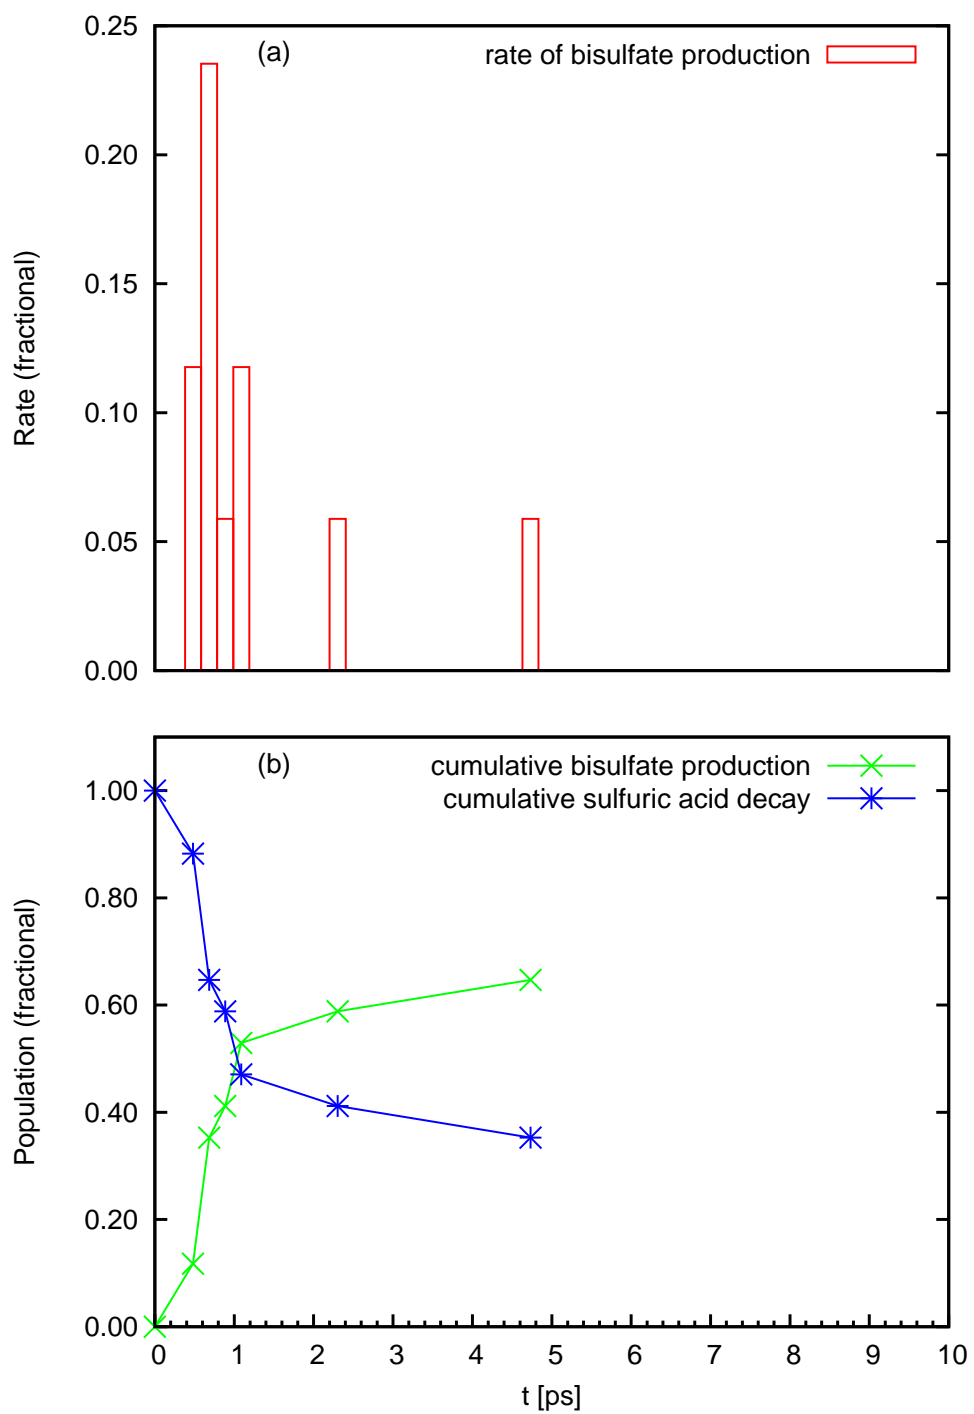 0.25
(a)
rate of bisulfate production
0.20
0.15
Rate (fractional)
0.10
0.05
0.00
(b)
cumulative bisulfate production
cumulative sulfuric acid decay
1.00
0.80
Population (fractional)
0.60
0.40
0.20
0.00
0 1 2 3 4 5 6 7 8 9 10
t [ps]